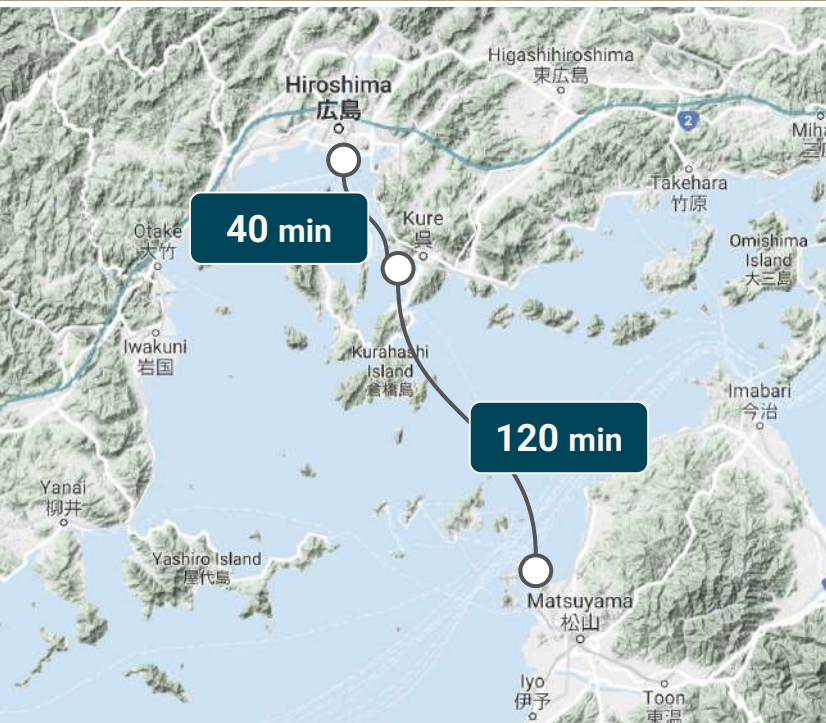 Higashihiroshima
東広島
Hiroshima
広島
2
Takehara
竹原
40 min
Kure
呉
Otake
大竹
Omishima
Island
大三島
Iwakuni
岩国
Kurahashi
Island
倉橋島
Imabari
今治
120 min
Yanai
柳井
Yashiro Island
屋代島
Matsuyama
松山
Iyo
伊予
Toon
東温